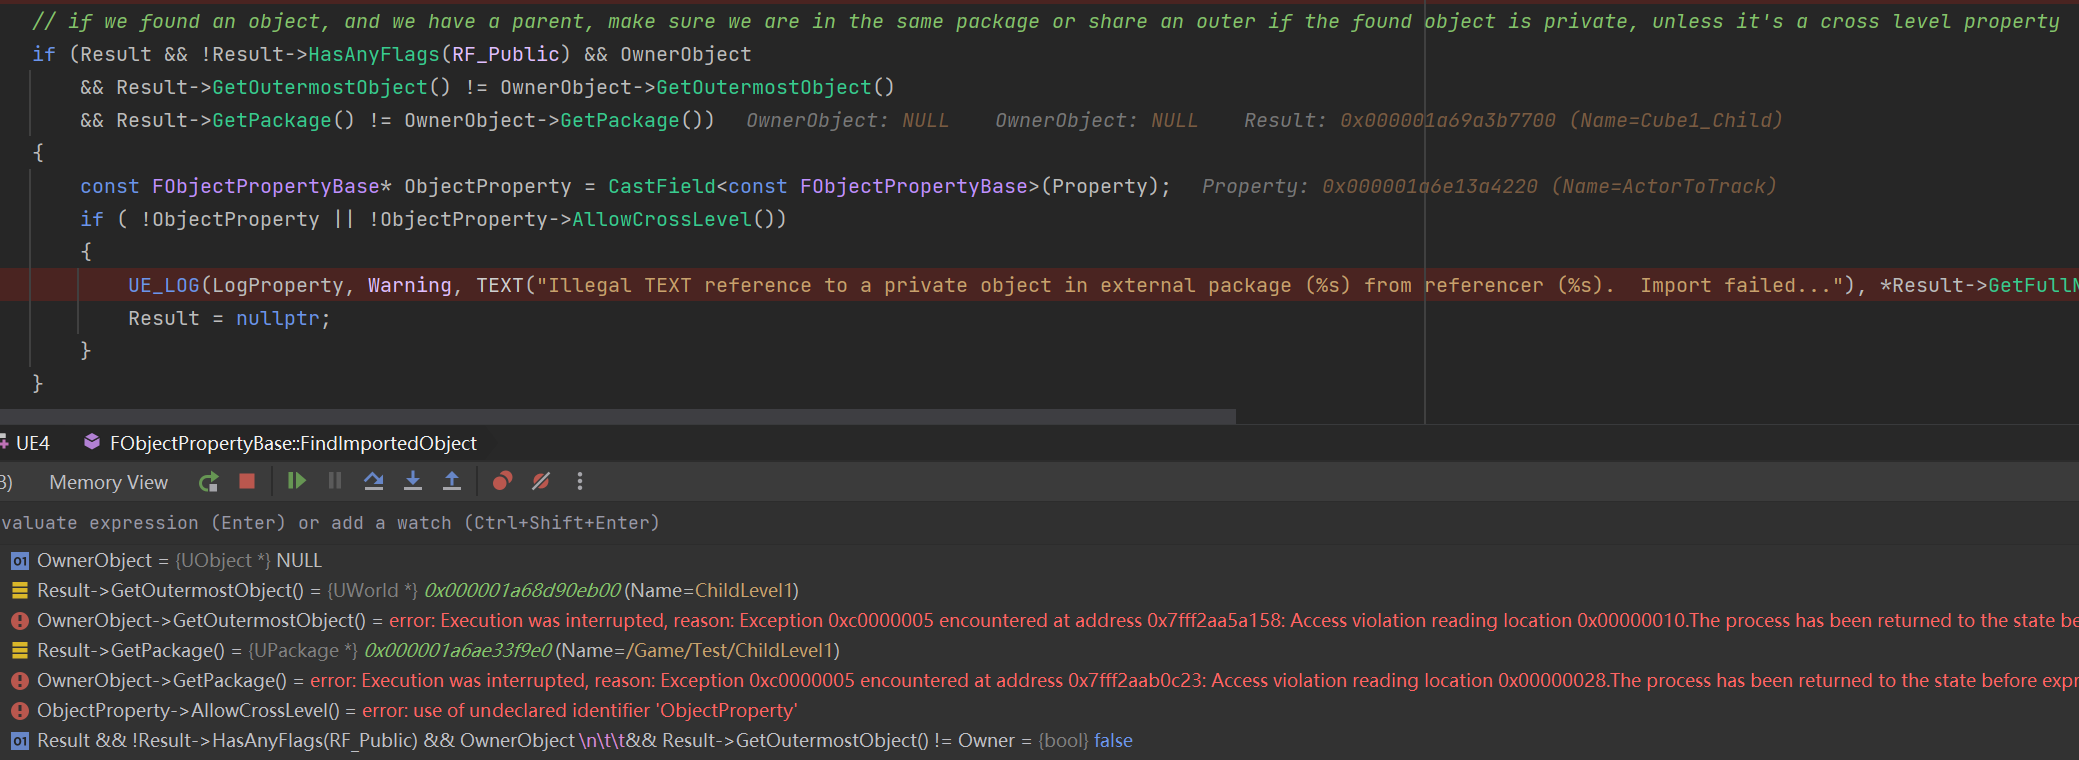 // if we found an object, and we have a parent, make sure we are in the same package or share an outer if the found object is private, unless it's a cross level property
if (Result && !Result->HasAnyFlags(RF_Public) && OwnerObject
&& Result->GetOutermostObject() != OwnerObject->GetOutermostObject()
&& Result->GetPackage() != OwnerObject->GetPackage()) OwnerObject: NULL OwnerObject: NULL Result: 0x000001a69a3b7700 (Name=Cube1_Child)
{
const FObjectPropertyBase* ObjectProperty = CastField<const FObjectPropertyBase>(Property); Property: 0x000001a6e13a4220 (Name=ActorToTrack)
if ( !ObjectProperty || !ObjectProperty->AllowCrossLevel())
{
UE_LOG(LogProperty, Warning, TEXT("Illegal TEXT reference to a private object in external package (%s) from referencer (%s).  Import failed..."), *Result->GetFullN
Result = nullptr;
}
}
UE4 FObjectPropertyBase::FindImportedObject
3) Memory View
valuate expression (Enter) or add a watch (Ctrl+Shift+Enter)
01 OwnerObject = {UObject *} NULL
Result->GetOutermostObject() = {UWorld *} 0x000001a68d90eb00 (Name=ChildLevel1)
OwnerObject->GetOutermostObject() = error: Execution was interrupted, reason: Exception 0xc0000005 encountered at address 0x7fff2aa5a158: Access violation reading location 0x00000010.The process has been returned to the state be
Result->GetPackage() = {UPackage *} 0x000001a6ae33f9e0 (Name=/Game/Test/ChildLevel1)
OwnerObject->GetPackage() = error: Execution was interrupted, reason: Exception 0xc0000005 encountered at address 0x7fff2aab0c23: Access violation reading location 0x00000028.The process has been returned to the state before expr
ObjectProperty->AllowCrossLevel() = error: use of undeclared identifier 'ObjectProperty'
01 Result && !Result->HasAnyFlags(RF_Public) && OwnerObject \n\t\t&& Result->GetOutermostObject() != Owner = {bool} false